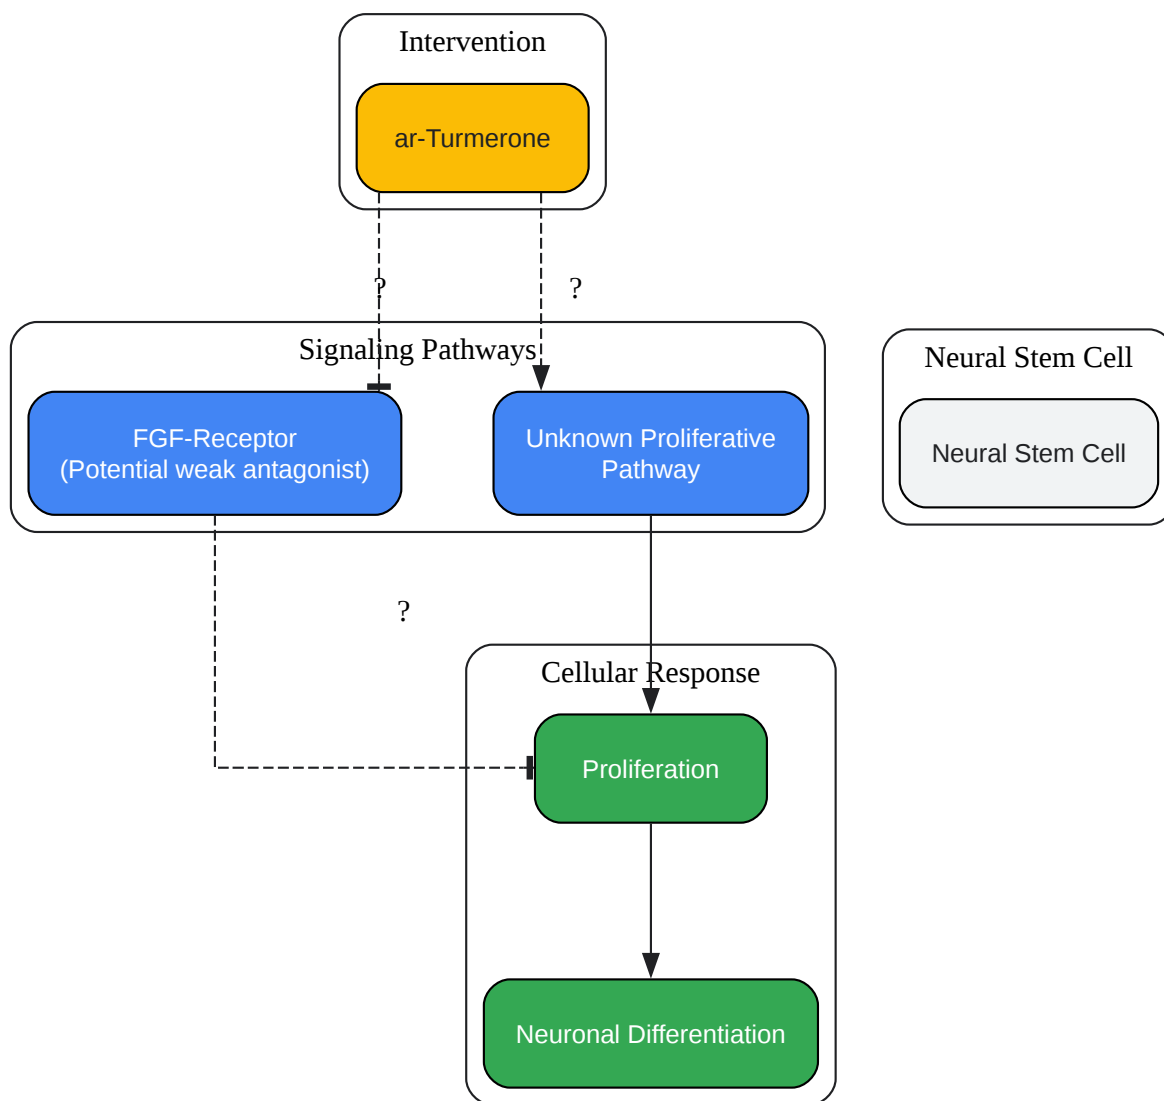 Intervention
ar-Turmerone
?
?
Signaling Pathways
FGF-Receptor
(Potential weak antagonist)
Unknown Proliferative
Pathway
Neural Stem Cell
Neural Stem Cell
?
Cellular Response
Proliferation
Neuronal Differentiation